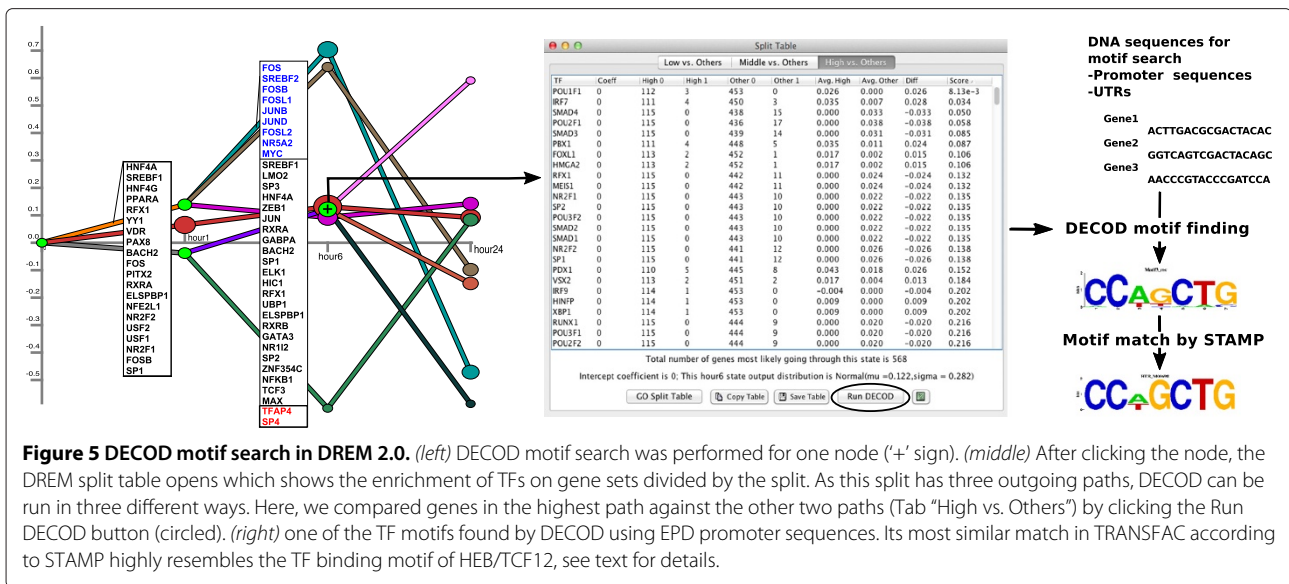 0.7
0.6
0.5
0.4
0.3
0.2
0.1
0.0
-0.1
-0.2
-0.3
-0.4
-0.5
HNF4A
SREBF1
HNF4G
PPARA
RFX1
YY1
VDR
PAX8
BACH2
FOS
PITX2
RXRA
ELSPBP1
NFE2L1
NR2F2
USF2
USF1
NR2F1
FOSB
SP1
hour1
FOS
SREBF2
FOSB
FOSL1
JUNB
JUND
FOSL2
NR5A2
MYC
SREBF1
LMO2
SP3
HNF4A
ZEB1
JUN
RXRA
GABPA
BACH2
SP1
ELK1
HIC1
RFX1
UBP1
ELSPBP1
RXRB
GATA3
NR1I2
SP2
ZNF354C
NFKB1
TCF3
MAX
TFAP4
SP4
+
hour6
hour24
Split Table
Low vs. Others Middle vs. Others High vs. Others
TF Coeff High 0 High 1 Other 0 Other 1 Avg. High Avg. Other Diff Score
POU1F1 0 112 3 453 0 0.026 0.000 0.026 8.13e-3
IRF7 0 111 4 450 3 0.035 0.007 0.028 0.034
SMAD4 0 115 0 438 15 0.000 0.033 -0.033 0.050
POU2F1 0 115 0 436 17 0.000 0.038 -0.038 0.058
SMAD3 0 115 0 439 14 0.000 0.031 -0.031 0.085
PBX1 0 111 4 448 5 0.035 0.011 0.024 0.087
FOXL1 0 113 2 452 1 0.017 0.002 0.015 0.106
HMGA2 0 113 2 452 1 0.017 0.002 0.015 0.106
RFX1 0 115 0 442 11 0.000 0.024 -0.024 0.132
MEIS1 0 115 0 442 11 0.000 0.024 -0.024 0.132
NR2F1 0 115 0 443 10 0.000 0.022 -0.022 0.135
SP2 0 115 0 443 10 0.000 0.022 -0.022 0.135
POU3F2 0 115 0 443 10 0.000 0.022 -0.022 0.135
SMAD2 0 115 0 443 10 0.000 0.022 -0.022 0.135
SMAD1 0 115 0 443 10 0.000 0.022 -0.022 0.135
NR2F2 0 115 0 441 12 0.000 0.026 -0.026 0.138
SP1 0 115 0 441 12 0.000 0.026 -0.026 0.138
PDX1 0 110 5 445 8 0.043 0.018 0.026 0.152
VSX2 0 113 2 451 2 0.017 0.004 0.013 0.184
IRF9 0 114 1 453 0 -0.004 0.000 -0.004 0.202
HINFP 0 114 1 453 0 0.009 0.000 0.009 0.202
XBP1 0 114 1 453 0 0.009 0.000 0.009 0.202
RUNX1 0 115 0 444 9 0.000 0.020 -0.020 0.216
POU3F1 0 115 0 444 9 0.000 0.020 -0.020 0.216
POU2F2 0 115 0 444 9 0.000 0.020 -0.020 0.216
Total number of genes most likely going through this state is 568
Intercept coefficient is 0; This hour6 state output distribution is Normal(mu =0.122,sigma = 0.282)
GO Split Table Copy Table Save Table Run DECOD
DNA sequences for
motif search
-Promoter sequences
-UTRs
Gene1
ACTTGACGCGACTACAC
Gene2
GGTCAGTCGACTACAGC
Gene3
AACCCGTACCCGATCCA
DECOD motif finding
CCAGCTG
Motif match by STAMP
CCAGCTG
Figure 5 DECOD motif search in DREM 2.0. (left) DECOD motif search was performed for one node ('+' sign). (middle) After clicking the node, the
DREM split table opens which shows the enrichment of TFs on gene sets divided by the split. As this split has three outgoing paths, DECOD can be
run in three different ways. Here, we compared genes in the highest path against the other two paths (Tab "High vs. Others") by clicking the Run
DECOD button (circled). (right) one of the TF motifs found by DECOD using EPD promoter sequences. Its most similar match in TRANSFAC according
to STAMP highly resembles the TF binding motif of HEB/TCF12, see text for details.